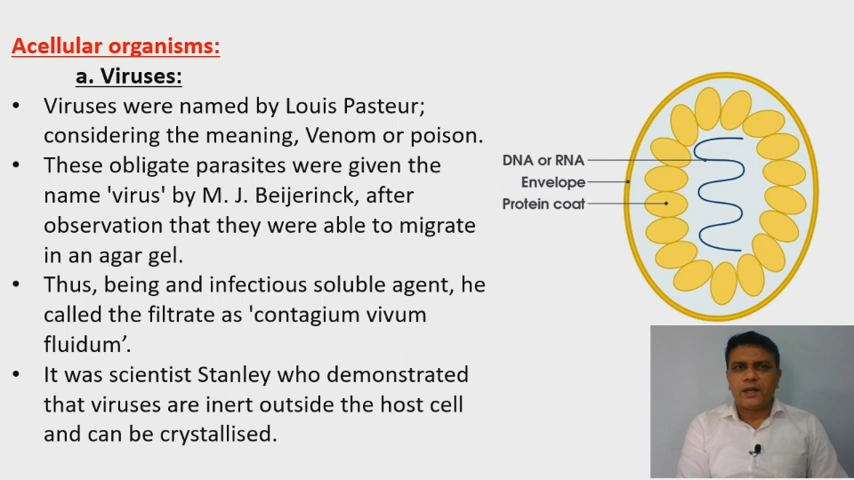 Acellular organisms:
a. Viruses:
• Viruses were named by Louis Pasteur;
considering the meaning, Venom or poison.
• These obligate parasites were given the
name 'virus' by M. J. Beijerinck, after
observation that they were able to migrate
in an agar gel.
• Thus, being and infectious soluble agent, he
called the filtrate as 'contagium vivum
fluidum’.
• It was scientist Stanley who demonstrated
that viruses are inert outside the host cell
and can be crystallised.
DNA or RNA
Envelope
Protein coat